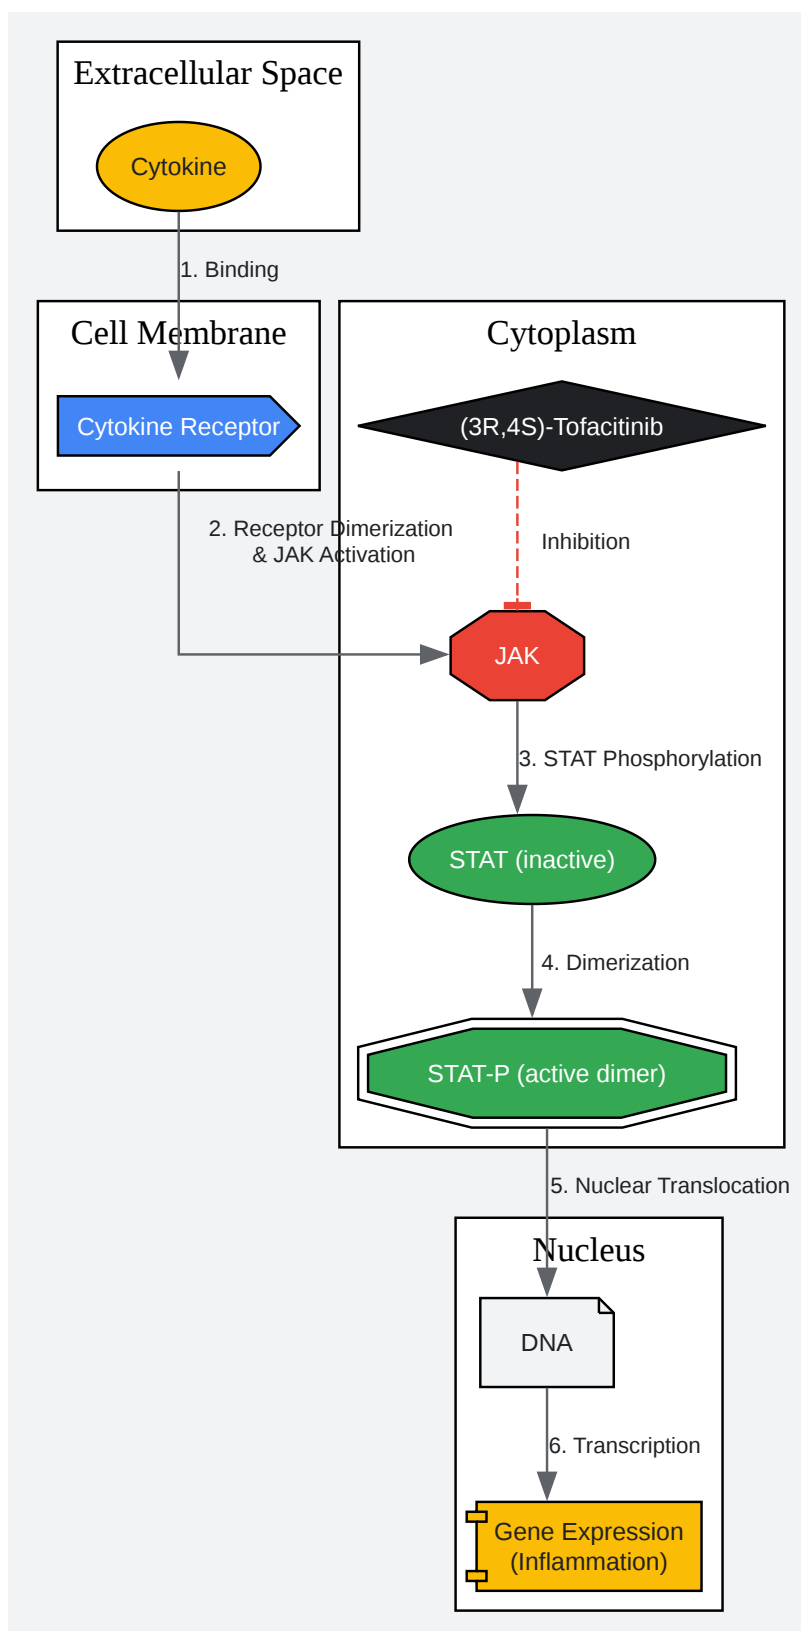 Extracellular Space
Cytokine
1. Binding
Cell Membrane
Cytoplasm
Cytokine Receptor
(3R,4S)-Tofacitinib
2. Receptor Dimerization
& JAK Activation
Inhibition
JAK
3. STAT Phosphorylation
STAT (inactive)
4. Dimerization
STAT-P (active dimer)
5. Nuclear Translocation
Nucleus
DNA
6. Transcription
Gene Expression
(Inflammation)